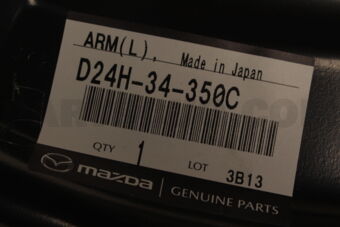 ARM(L), Made in Japan
D24H-34-350C
QTY 1 LOT 3B13
mazda GENUINE PARTS